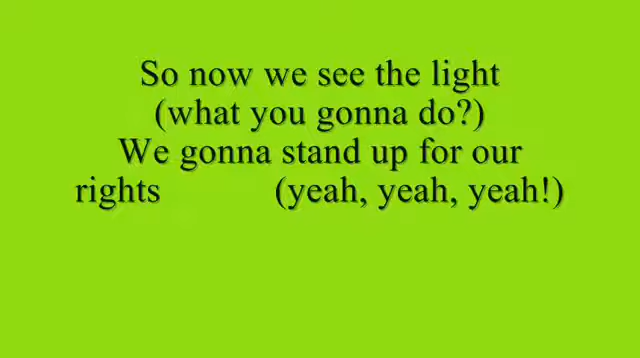 So now we see the light
(what you gonna do?)
We gonna stand up for our
rights (yeah, yeah, yeah!)